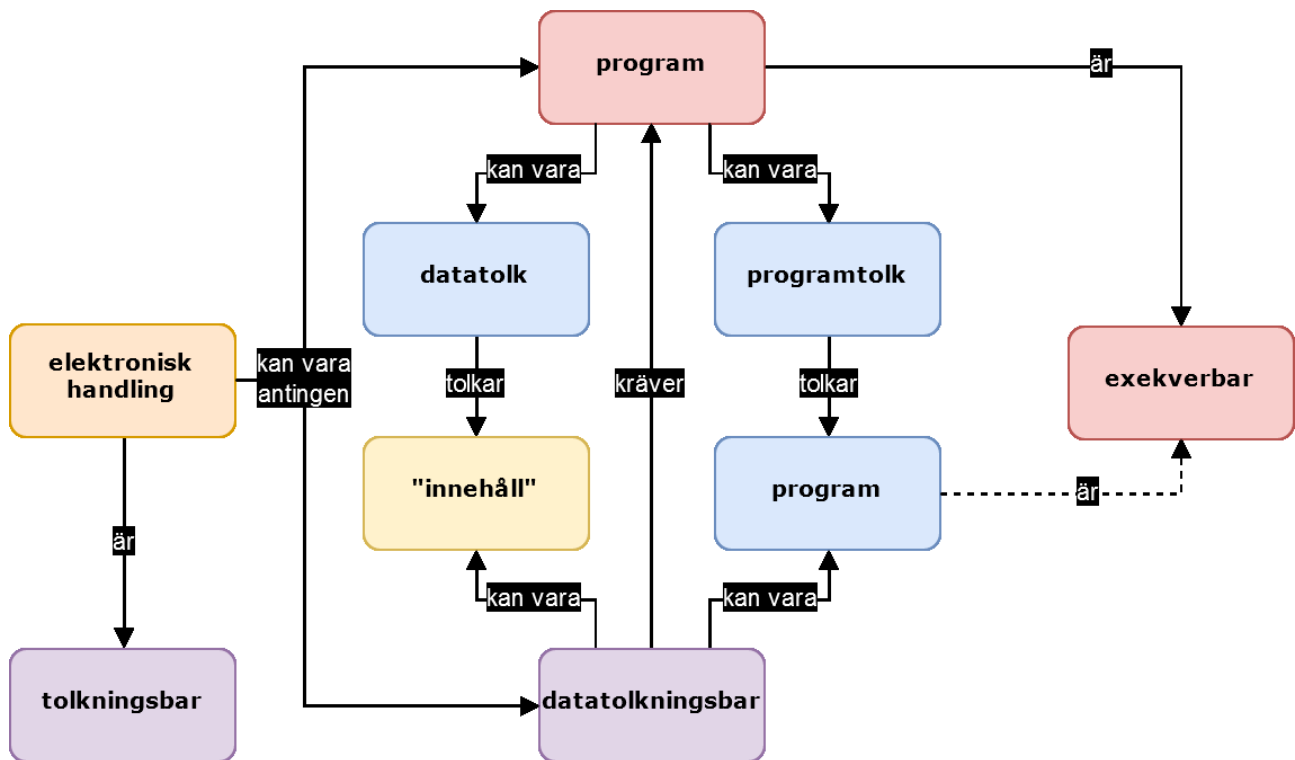 program
är
kan vara
kan vara
datatolk
programtolk
elektronisk
handling
kan vara
antingen
tolkar
kräver
tolkar
exekverbar
"innehåll"
program
är
är
kan vara
kan vara
tolkningsbar
datatolkningsbar